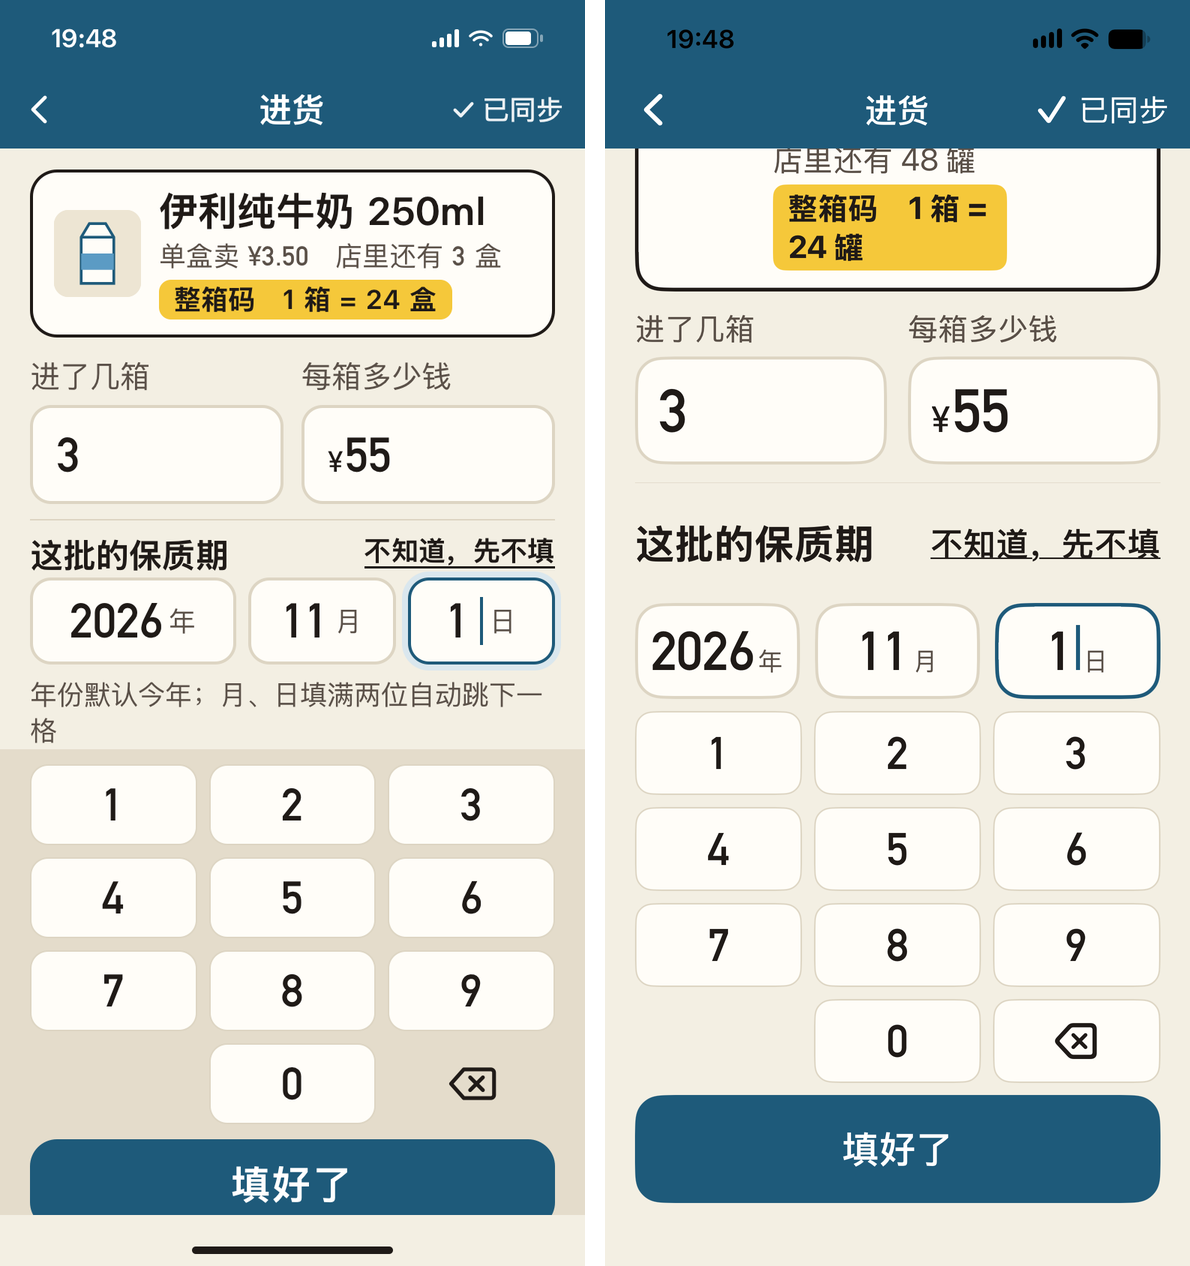 19:48
进货
已同步
伊利纯牛奶 250ml
单盒卖 ¥3.50 店里还有 3 盒
整箱码 1 箱 = 24 盒
进了几箱
每箱多少钱
3
¥55
这批的保质期
不知道，先不填
2026 年
11 月
1 日
年份默认今年；月、日填满两位自动跳下一
格
1
2
3
4
5
6
7
8
9
0
填好了
19:48
进货
已同步
店里还有 48 罐
整箱码 1 箱 =
24 罐
进了几箱
每箱多少钱
3
¥55
这批的保质期
不知道，先不填
2026 年
11 月
1 日
1
2
3
4
5
6
7
8
9
0
填好了